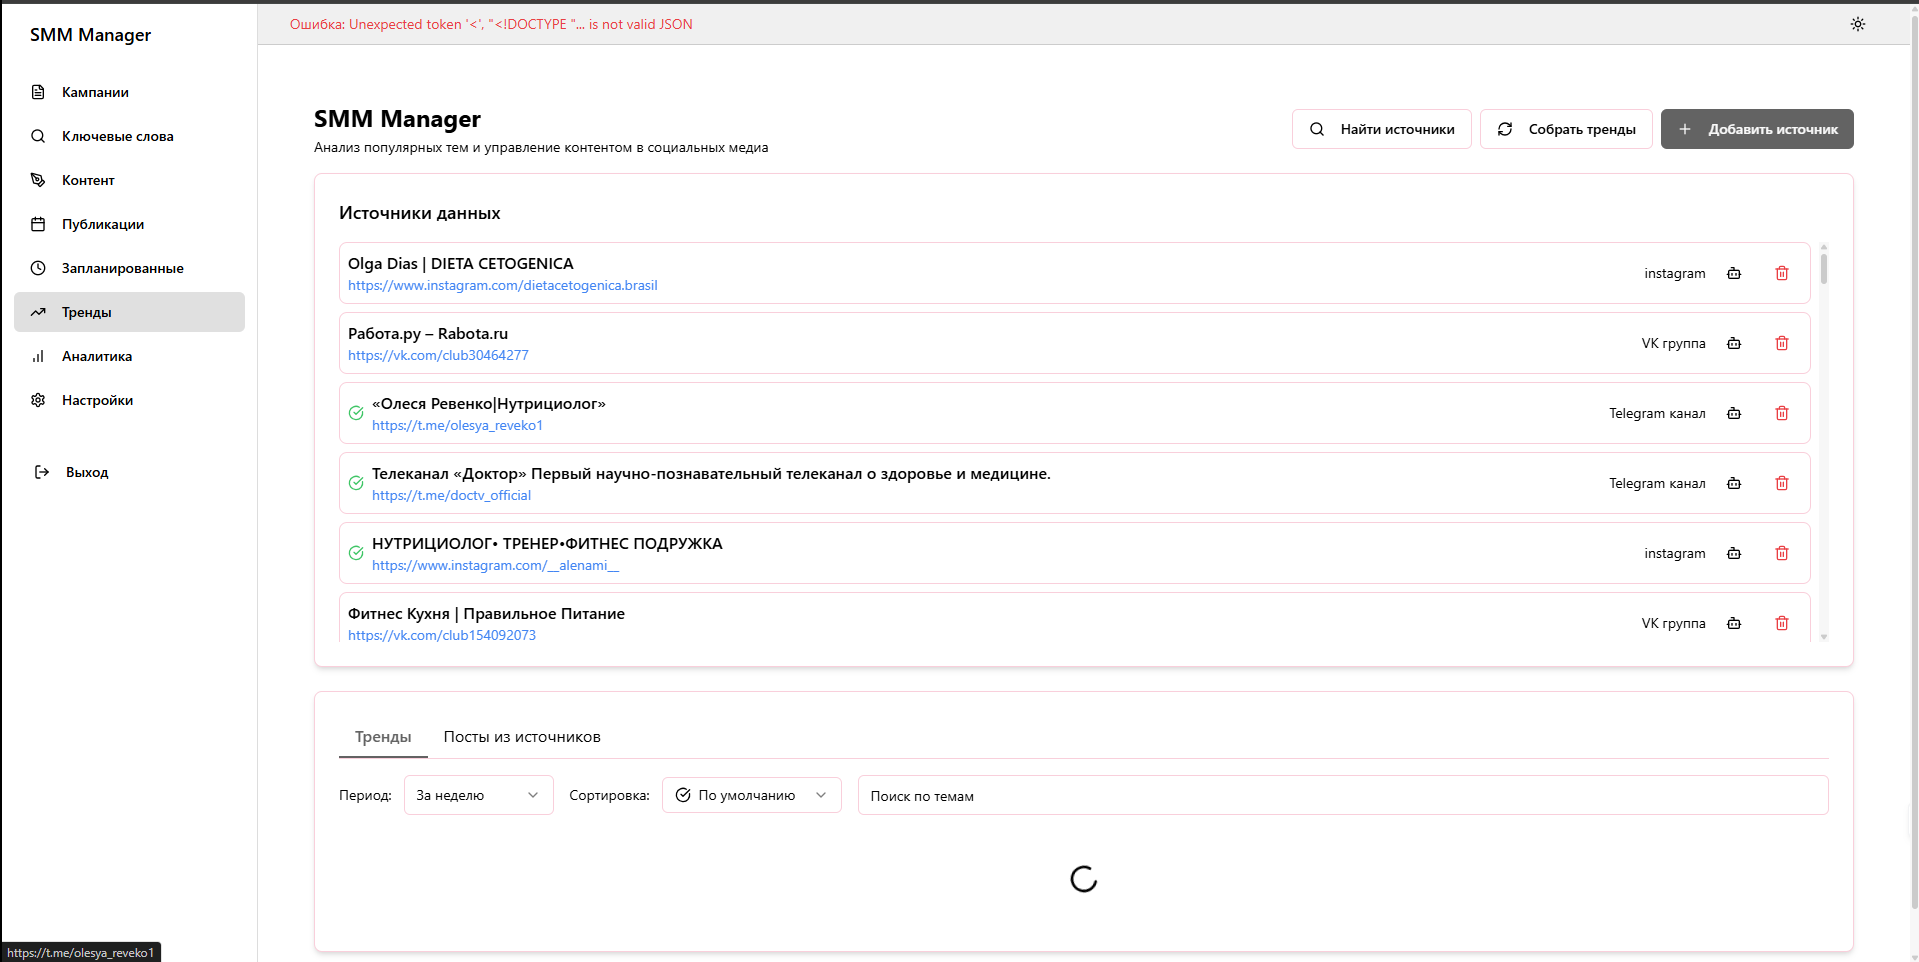 SMM Manager
Ошибка: Unexpected token '<', "<!DOCTYPE "... is not valid JSON
Кампании
Ключевые слова
Контент
Публикации
Запланированные
Тренды
Аналитика
Настройки
Выход
SMM Manager
Анализ популярных тем и управление контентом в социальных медиа
Найти источники
Собрать тренды
Добавить источник
Источники данных
Olga Dias | DIETA CETOGENICA
https://www.instagram.com/dietacetogenica.brasil
instagram
Работа.ру – Rabota.ru
https://vk.com/club30464277
VK группа
«Олеся Ревенко|Нутрициолог»
https://t.me/olesya_reveko1
Telegram канал
Телеканал «Доктор» Первый научно-познавательный телеканал о здоровье и медицине.
https://t.me/doctv_official
Telegram канал
НУТРИЦИОЛОГ• ТРЕНЕР•ФИТНЕС ПОДРУЖКА
https://www.instagram.com/__alenami__
instagram
Фитнес Кухня | Правильное Питание
https://vk.com/club154092073
VK группа
Тренды
Посты из источников
Период:
За неделю
Сортировка:
По умолчанию
Поиск по темам
https://t.me/olesya_reveko1